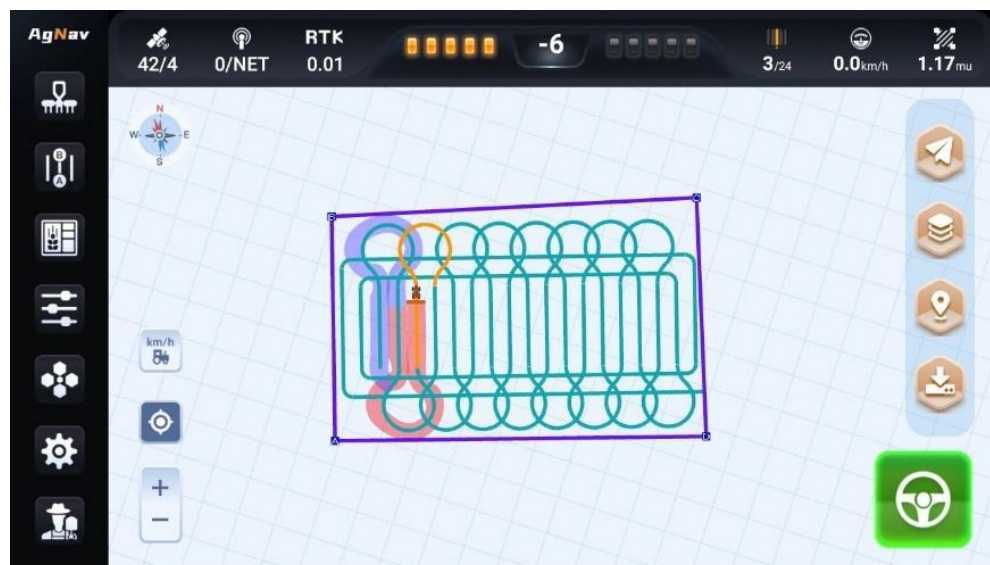 AgNav
42/4
0/NET
RTK
0.01
-6
3/24
0.0km/h
1.17mu
B
A
N
W
E
S
km/h
+
−
B
C
A
D